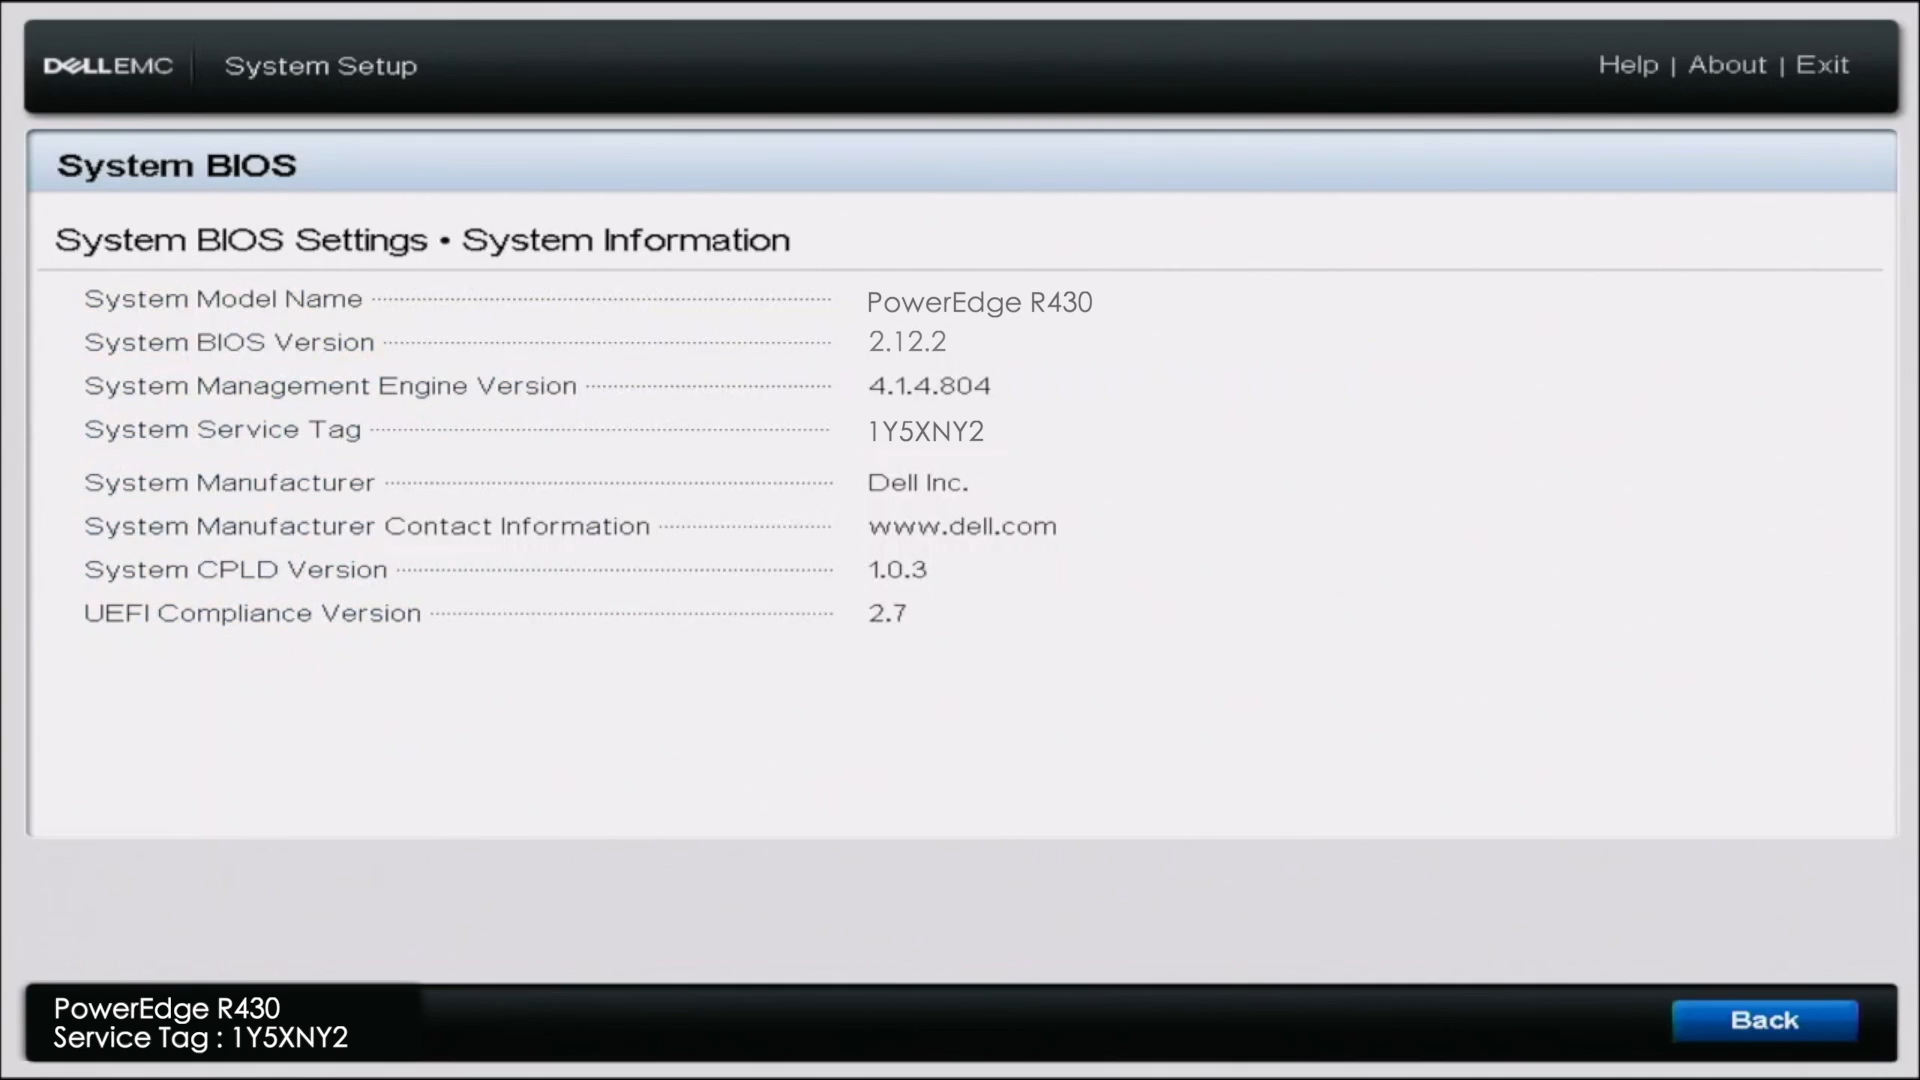 DELLEMC System Setup Help | About | Exit
System BIOS
System BIOS Settings • System Information
System Model Name PowerEdge R430
System BIOS Version 2.12.2
System Management Engine Version 4.1.4.804
System Service Tag 1Y5XNY2
System Manufacturer Dell Inc.
System Manufacturer Contact Information www.dell.com
System CPLD Version 1.0.3
UEFI Compliance Version 2.7
PowerEdge R430
Service Tag : 1Y5XNY2
Back